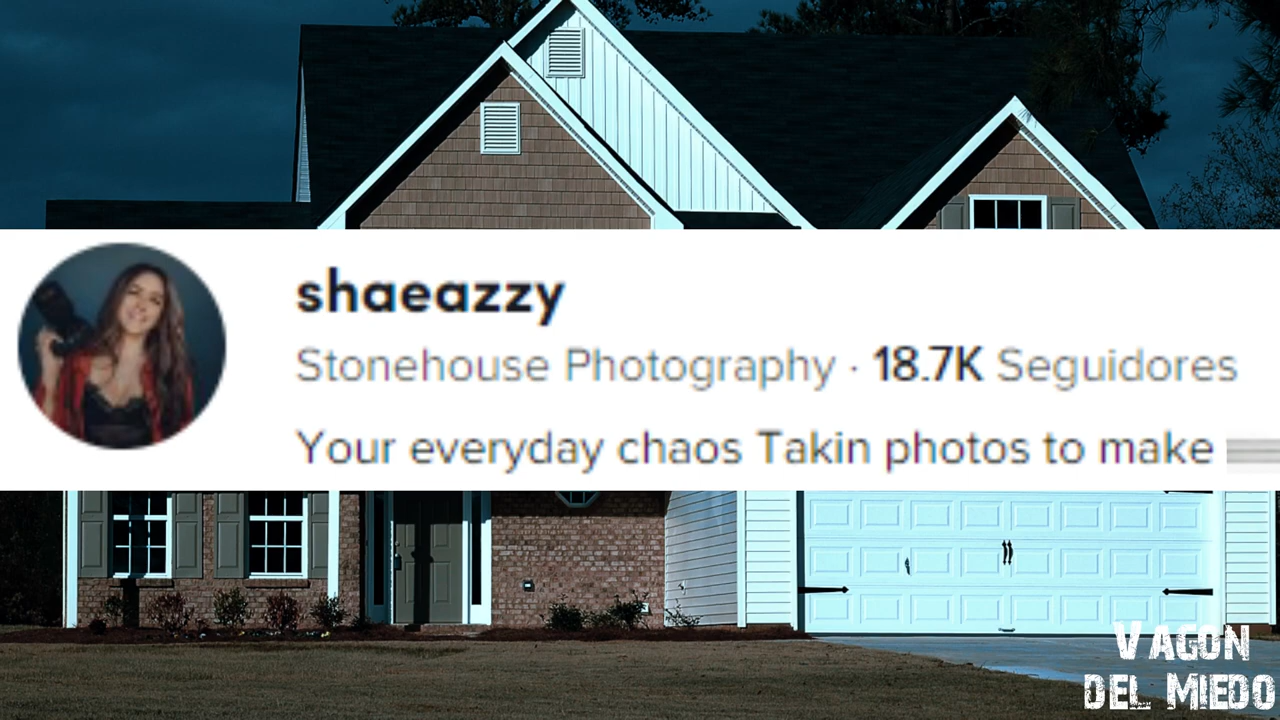 shaeazzy
Stonehouse Photography · 18.7K Seguidores
Your everyday chaos Takin photos to make
VAGON
DEL MIEDO